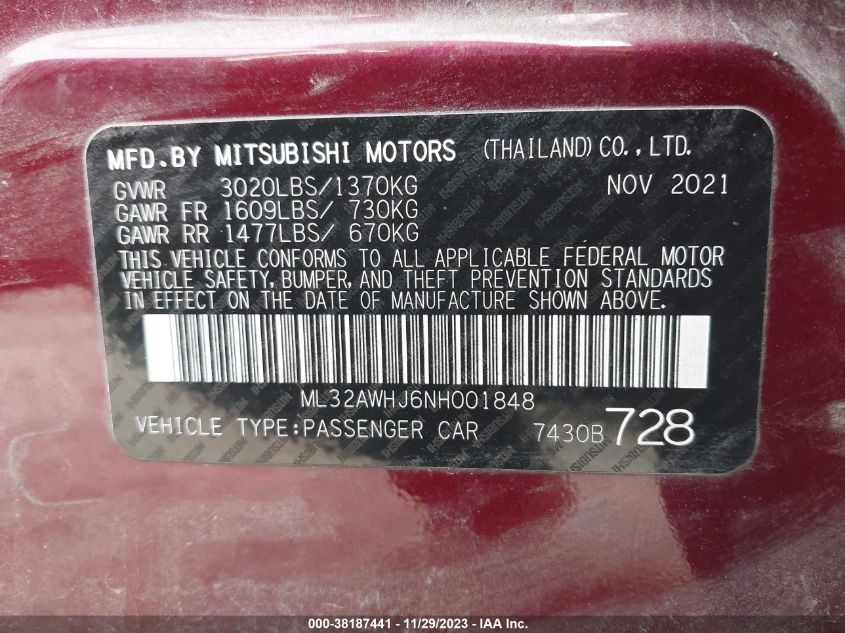 MFD.BY MITSUBISHI MOTORS (THAILAND) CO., LTD.
GVWR 3020LBS/1370KG NOV 2021
GAWR FR 1609LBS/ 730KG
GAWR RR 1477LBS/ 670KG
THIS VEHICLE CONFORMS TO ALL APPLICABLE FEDERAL MOTOR
VEHICLE SAFETY, BUMPER, AND THEFT PREVENTION STANDARDS
IN EFFECT ON THE DATE OF MANUFACTURE SHOWN ABOVE.
ML32AWHJ6NH001848
VEHICLE TYPE:PASSENGER CAR 7430B 728
000-38187441 - 11/29/2023 - IAA Inc.